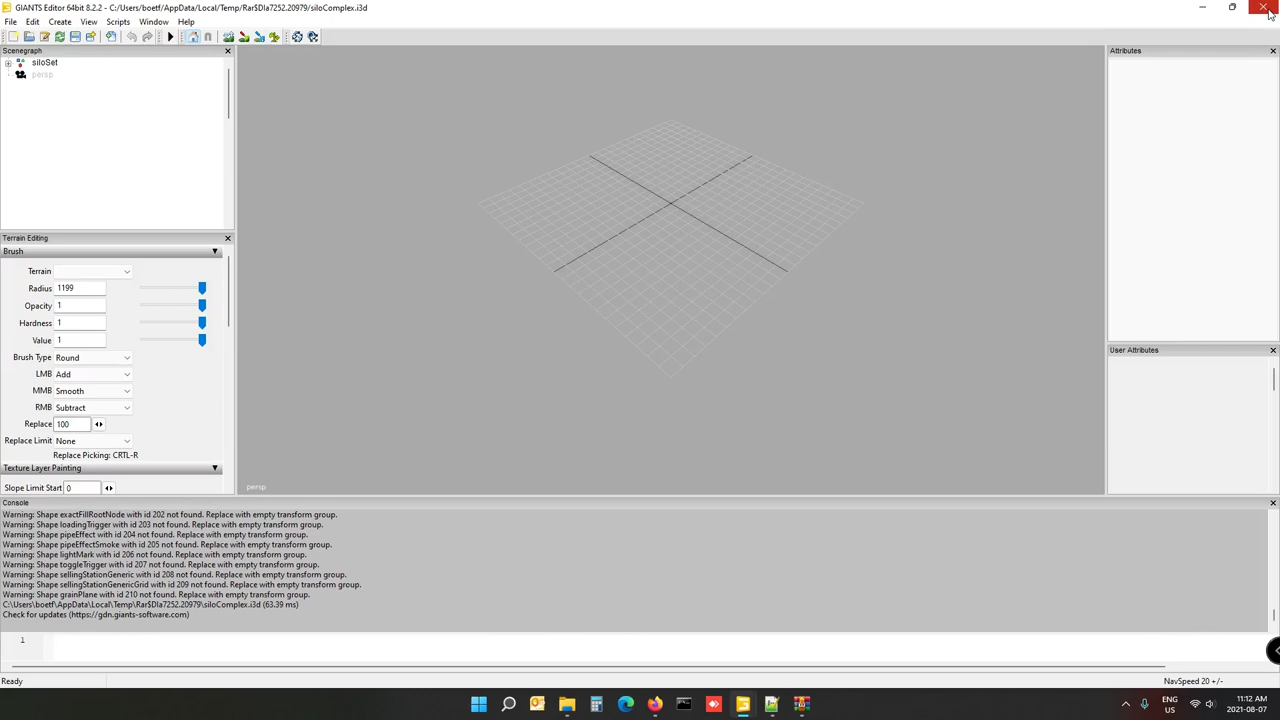 GIANTS Editor 64bit - C:/Users/boetf/AppData/Local/Temp/Rar$DIa7252.20979/siloComplex.i3d
File Edit Create View Scripts Window Help
Scenegraph
siloSet
persp
Terrain Editing
Brush
Terrain
Radius 1199
Opacity 1
Hardness 1
Value 1
Brush Type Round
LMB Add
MMB Smooth
RMB Subtract
Replace 100
Replace Limit None
Replace Picking: CRTL-R
Texture Layer Painting
Slope Limit Start 0
persp
Attributes
User Attributes
Console
Warning: Shape exactFillRootNode with id 202 not found. Replace with empty transform group.
Warning: Shape loadingTrigger with id 203 not found. Replace with empty transform group.
Warning: Shape pipeEffect with id 204 not found. Replace with empty transform group.
Warning: Shape pipeEffectSmoke with id 205 not found. Replace with empty transform group.
Warning: Shape lightMark with id 206 not found. Replace with empty transform group.
Warning: Shape toggleTrigger with id 207 not found. Replace with empty transform group.
Warning: Shape sellingStationGeneric with id 208 not found. Replace with empty transform group.
Warning: Shape sellingStationGenericGrid with id 209 not found. Replace with empty transform group.
Warning: Shape grainPlane with id 210 not found. Replace with empty transform group.
C:\Users\boetf\AppData\Local\Temp\Rar$DIa7252.20979\siloComplex.i3d (63.39 ms)
Check for updates (https://gdn.giants-software.com)
1
Ready
NavSpeed 20 +/-
ENG
US
11:12 AM
2021-08-07